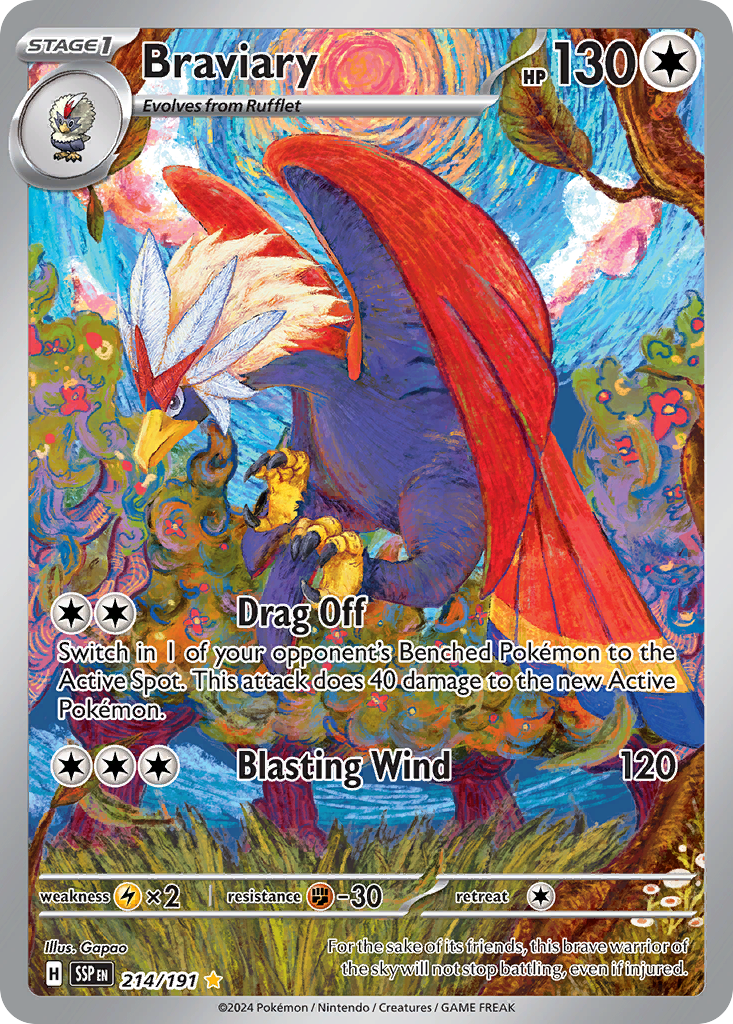 STAGE1
Braviary
HP 130
Evolves from Rufflet
Drag Off
Switch in 1 of your opponent's Benched Pokémon to the
Active Spot. This attack does 40 damage to the new Active
Pokémon.
Blasting Wind 120
weakness ×2 resistance -30 retreat
Illus. Gapao
For the sake of its friends, this brave warrior of
the sky will not stop battling, even if injured.
H SSP EN 214/191
©2024 Pokémon / Nintendo / Creatures / GAME FREAK